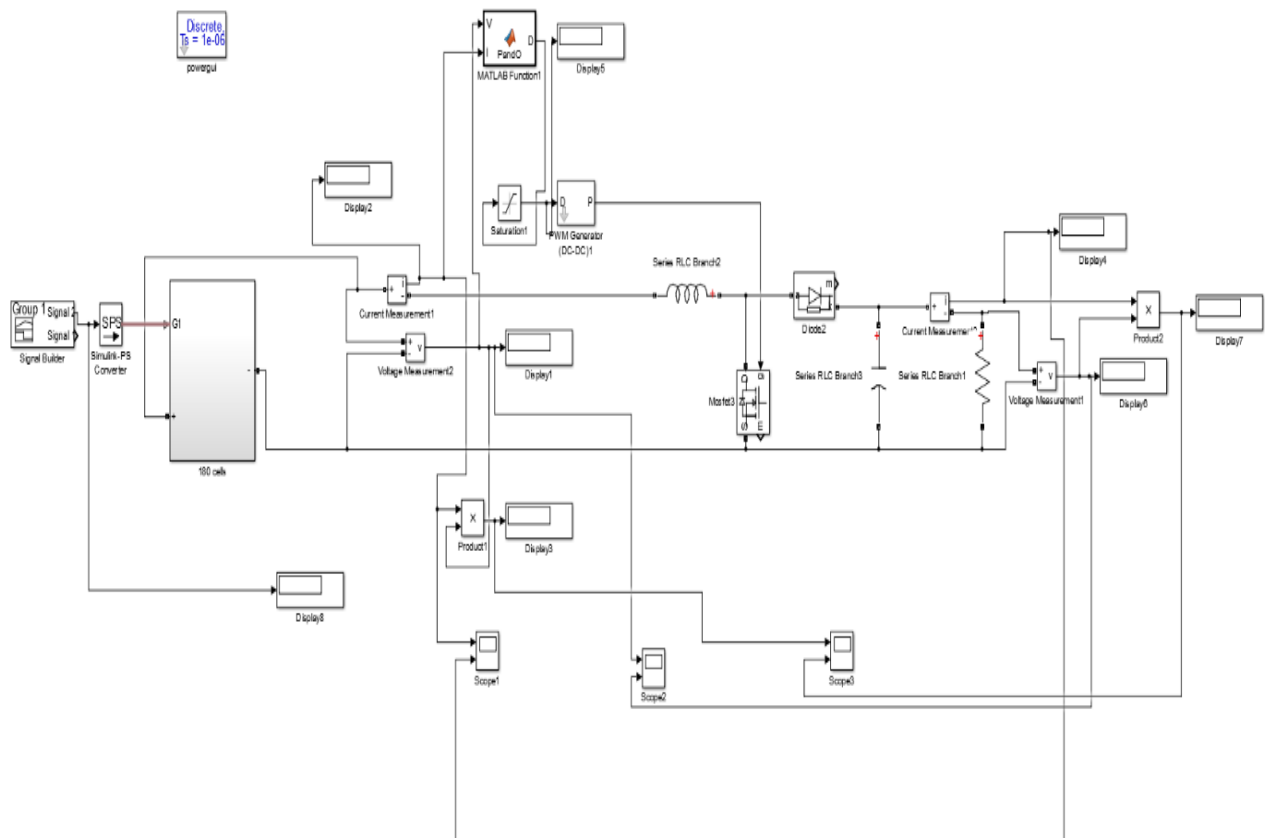 Discrete,
Ts = 1e-06
powergui
V
I
D
PandO
MATLAB Function1
Display5
Display2
Saturation1
D
P
PWM Generator
(DC-DC)1
Series RLC Branch2
Display4
Group 1
Signal 2
Signal
Signal Builder
SPS
Simulink-PS
Converter
G1
+
-
180 cells
+
-
i
Current Measurement1
+
-
v
Voltage Measurement2
Display1
m
a
k
Diode2
+
-
i
Current Measurement
×
Product2
Display7
g
D
S
m
Mosfet3
Series RLC Branch3
Series RLC Branch1
+
-
v
Voltage Measurement1
Display6
×
Product1
Display3
Display8
Scope1
Scope2
Scope3